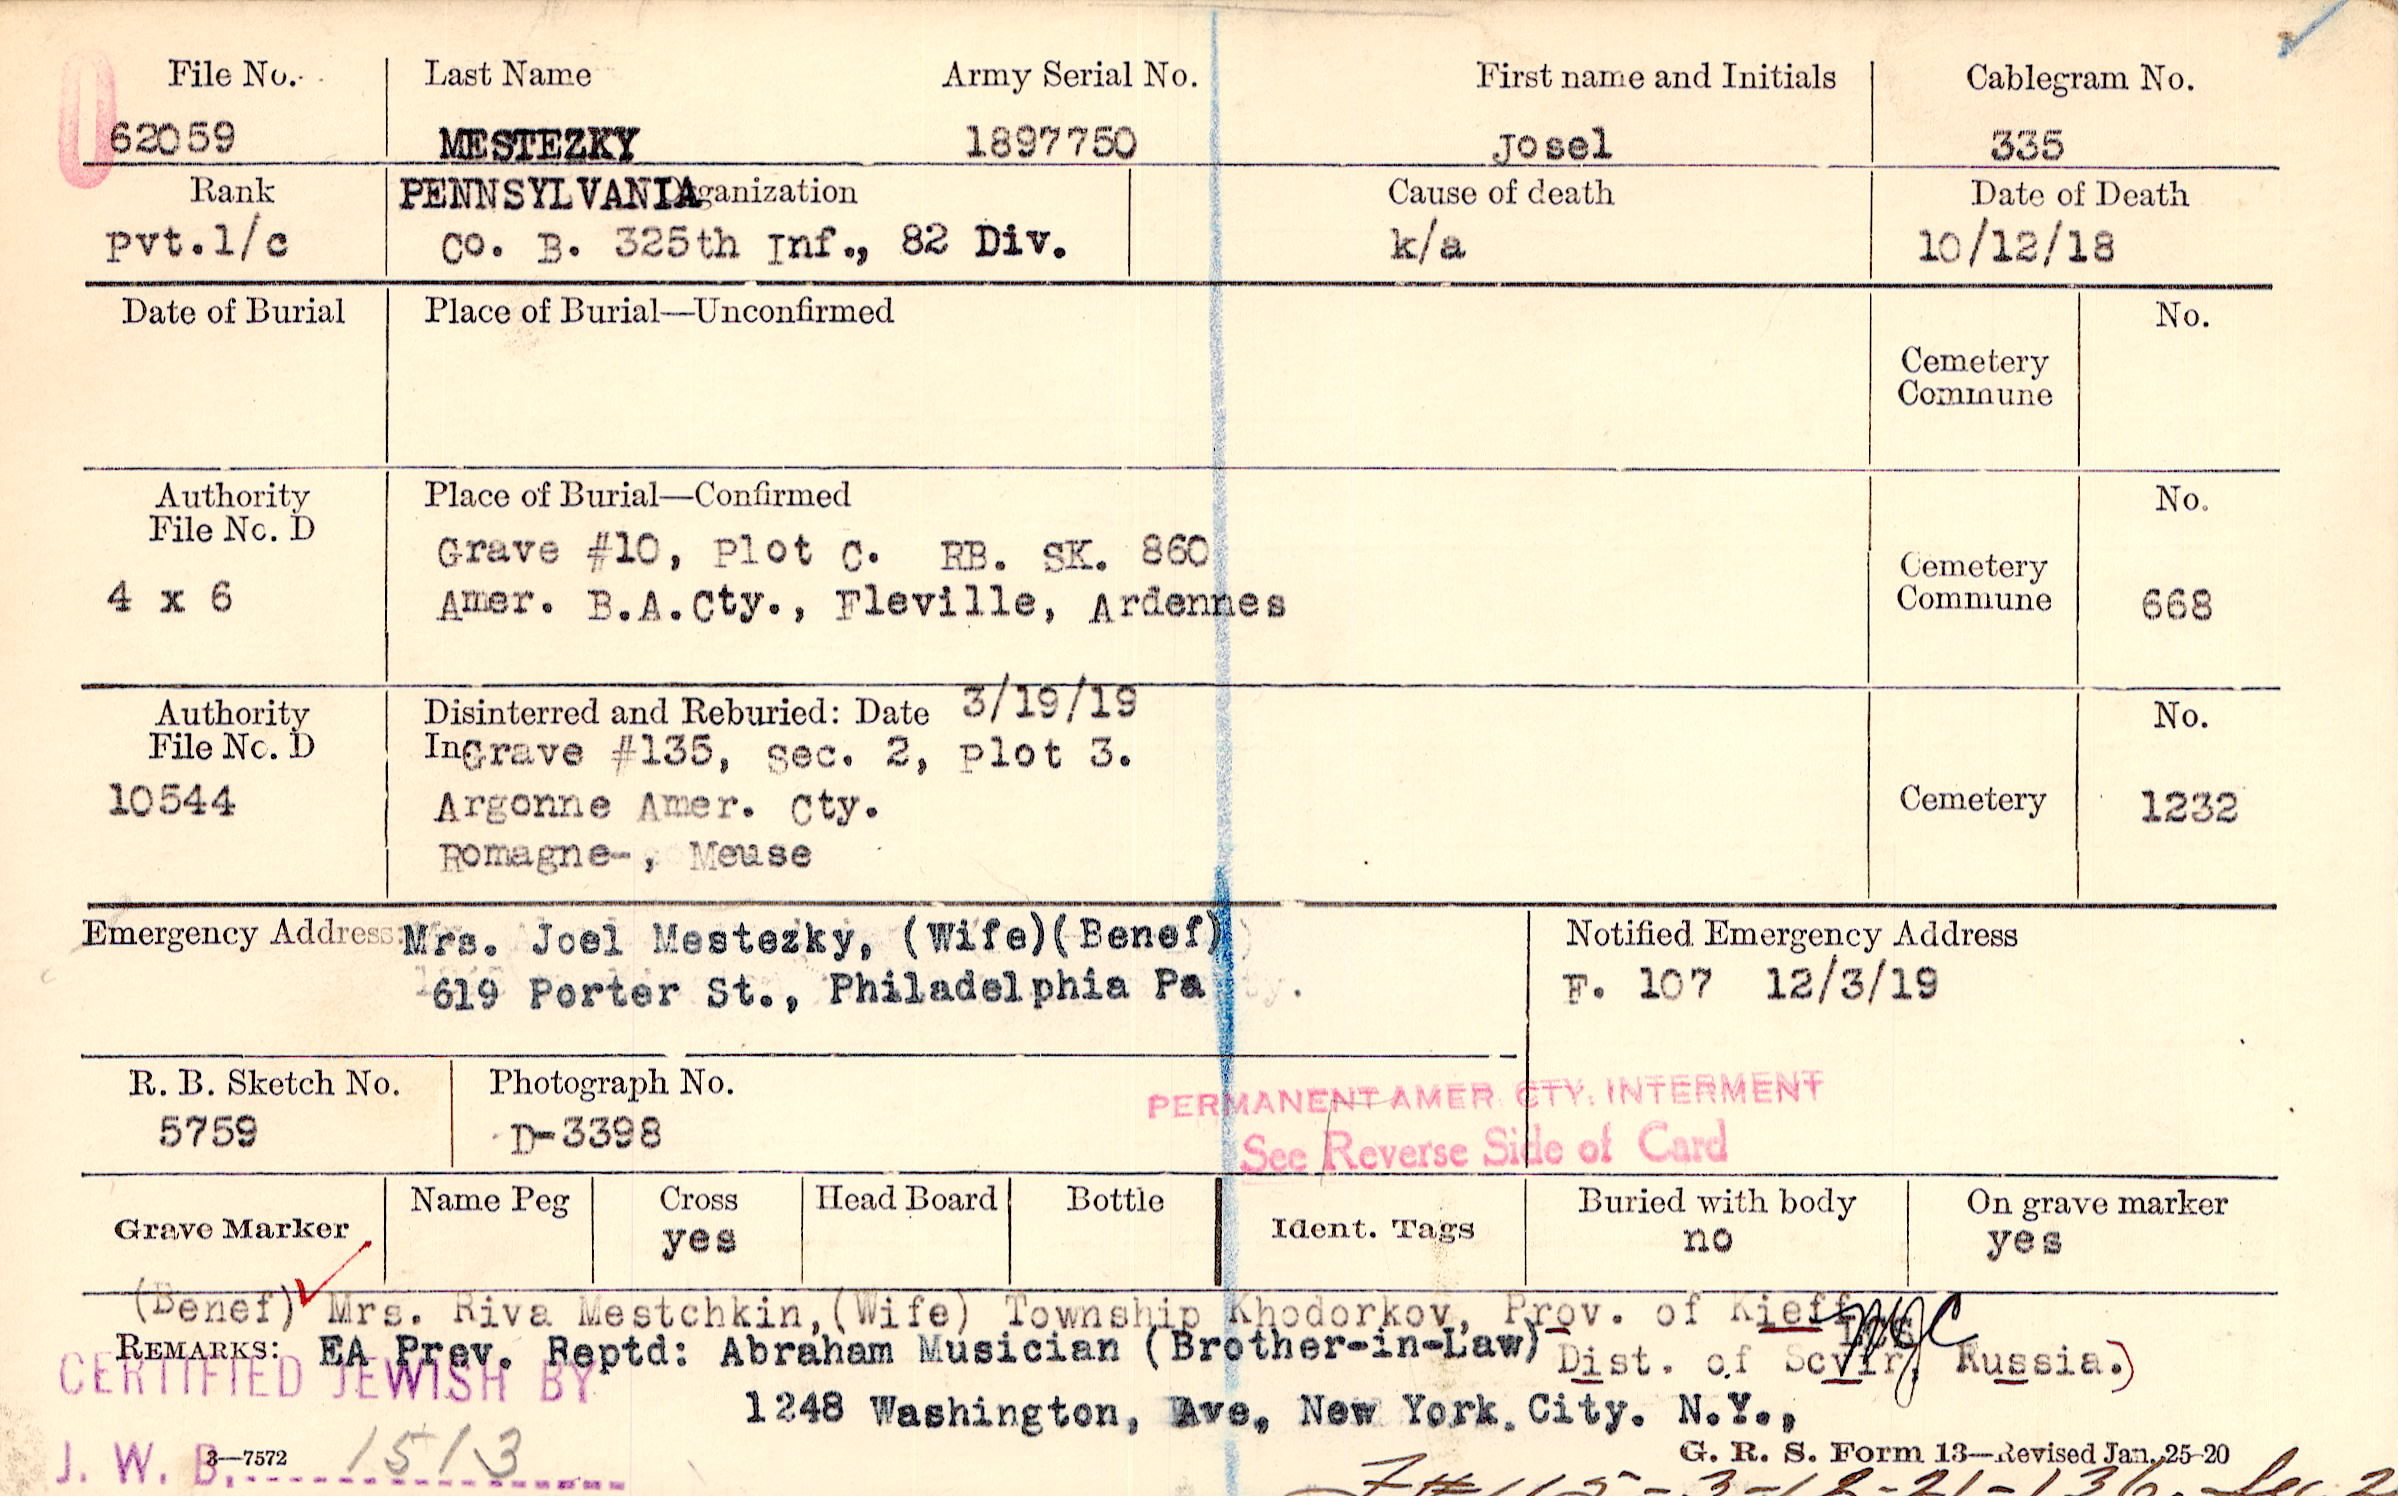 File No. Last Name Army Serial No. First name and Initials Cablegram No.
62059 MESTEZKY 1897750 Josel 335
Rank PENNSYLVANIA Organization Cause of death Date of Death
pvt.1/c Co. B. 325th Inf., 82 Div. k/a 10/12/18
Date of Burial Place of Burial—Unconfirmed No.
Cemetery
Commune
Authority Place of Burial—Confirmed No.
File No. D
Grave #10, Plot C. RB. SK. 860
Cemetery
4 x 6 Amer. B.A.Cty., Fleville, Ardennes Commune 668
Authority Disinterred and Reburied: Date 3/19/19 No.
File No. D In Grave #135, Sec. 2, Plot 3.
10544 Argonne Amer. Cty. Cemetery 1232
Romagne-, Meuse
Emergency Address: Mrs. Joel Mestezky, (Wife)(Benef) Notified Emergency Address
619 Porter St., Philadelphia Pa F. 107 12/3/19
R. B. Sketch No. Photograph No.
PERMANENT AMER. CTY. INTERMENT
5759 D-3398
See Reverse Side of Card
Name Peg Cross Head Board Bottle Buried with body On grave marker
Grave Marker yes Ident. Tags no yes
(Benef) Mrs. Riva Mestchkin,(Wife) Township Khodorkov, Prov. of Kieff
REMARKS: EA Prev. Reptd: Abraham Musician (Brother-in-Law) Dist. of Russia.)
CERTIFIED JEWISH BY
1248 Washington, Ave, New York City. N.Y.,
J. W. B. 1513
3—7572 G. R. S. Form 13—Revised Jan. 25-20